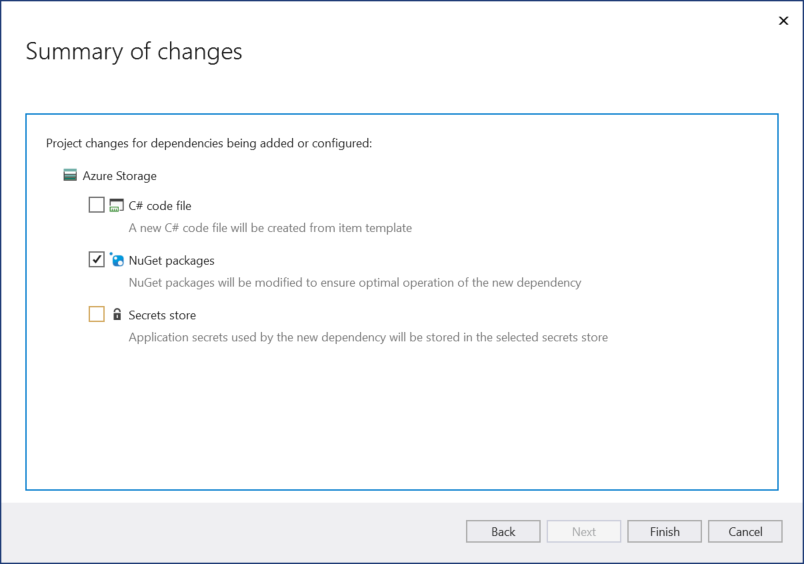 Summary of changes
Project changes for dependencies being added or configured:
Azure Storage
C# code file
A new C# code file will be created from item template
NuGet packages
NuGet packages will be modified to ensure optimal operation of the new dependency
Secrets store
Application secrets used by the new dependency will be stored in the selected secrets store
Back Next Finish Cancel